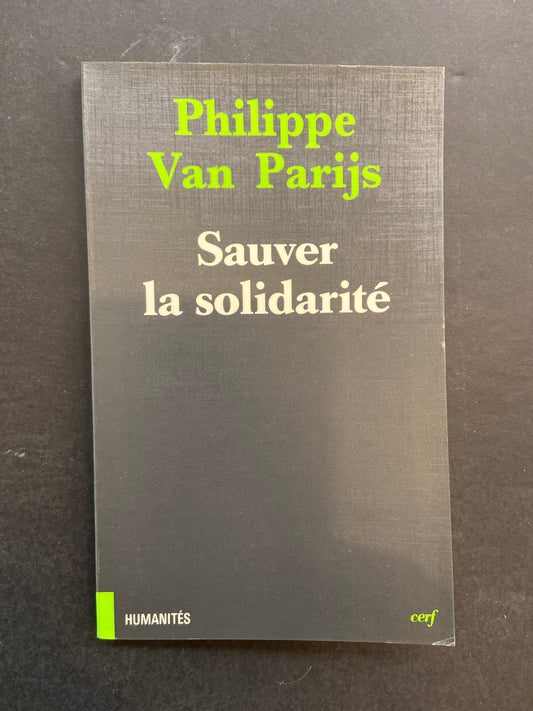 Philippe
Van Parijs
Sauver
la solidarité
HUMANITÉS
cerf